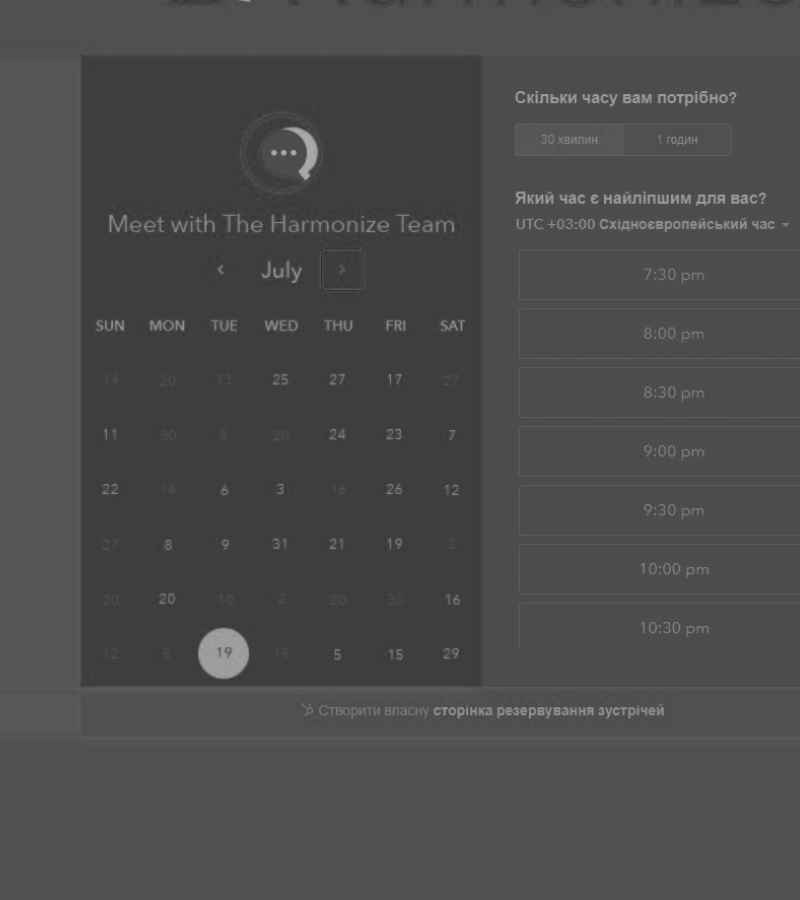 Meet with The Harmonize Team
July
SUN MON TUE WED THU FRI SAT
14 20 13 25 27 17 27
11 30 5 20 24 23 7
22 14 6 3 16 26 12
27 8 9 31 21 19 2
20 20 10 2 20 30 16
12 5 19 15 5 15 29
Скільки часу вам потрібно?
30 хвилин 1 годин
Який час є найліпшим для вас?
UTC +03:00 Східноєвропейський час
7:30 pm
8:00 pm
8:30 pm
9:00 pm
9:30 pm
10:00 pm
10:30 pm
Створити власну сторінка резервування зустрічей